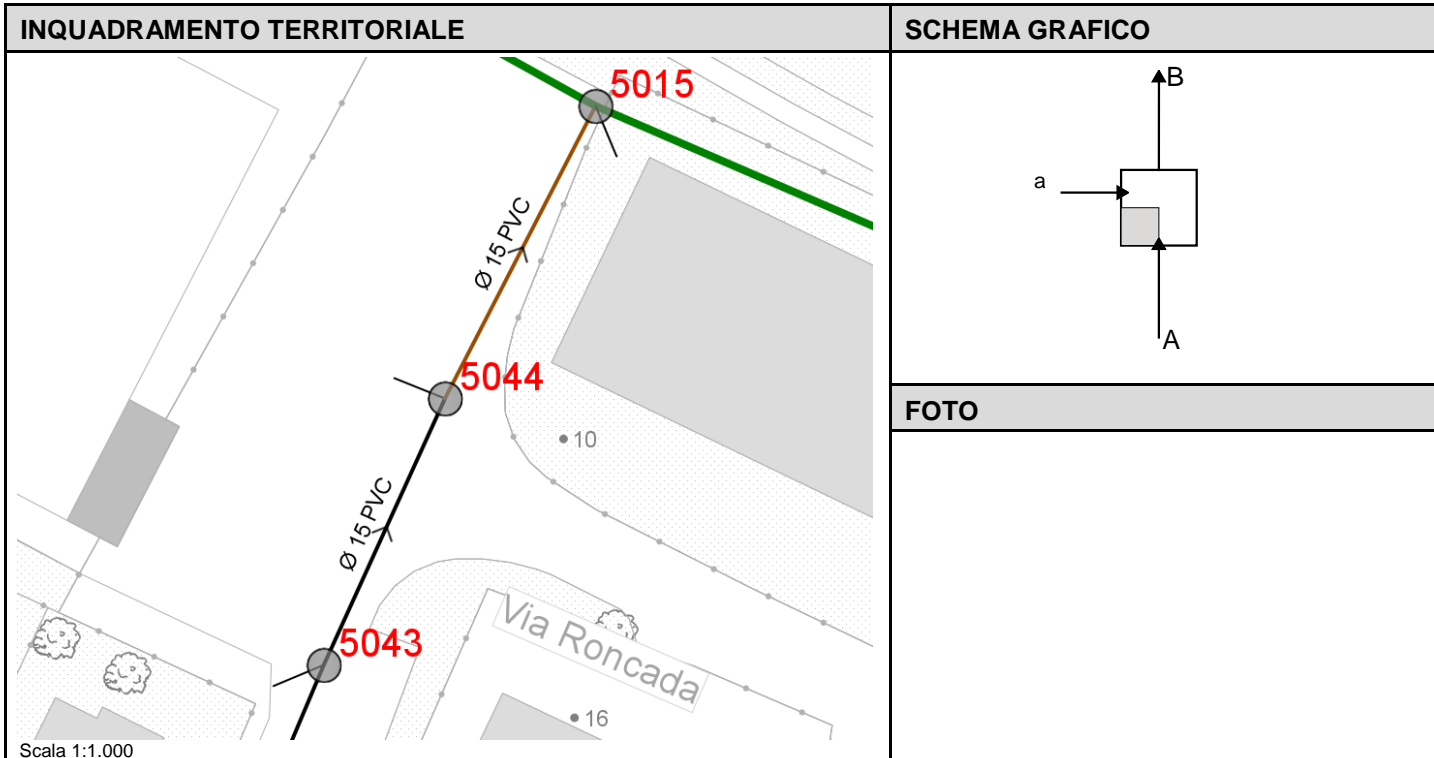 INQUADRAMENTO TERRITORIALE
5015
Ø 15 PVC
5044
10
Ø 15 PVC
5043
Via Roncada
16
Scala 1:1.000
SCHEMA GRAFICO
B
a
A
FOTO